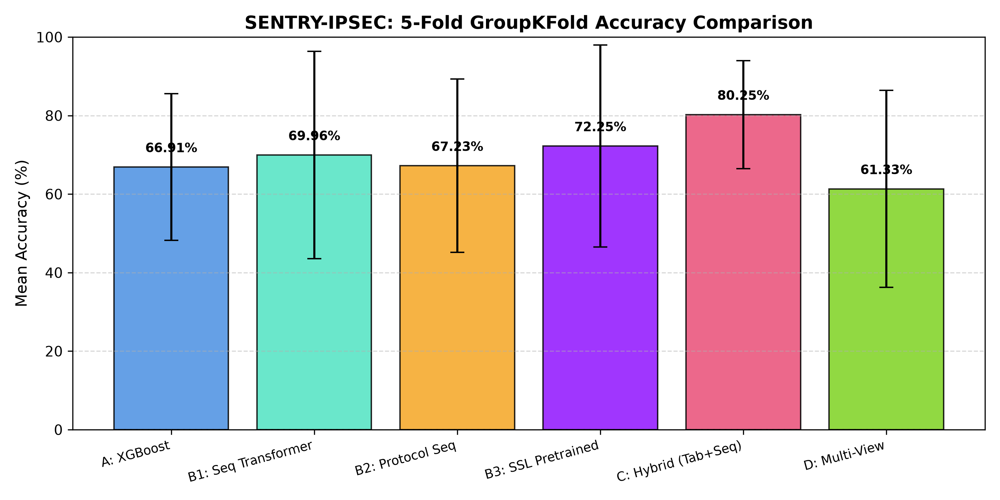 SENTRY-IPSEC: 5-Fold GroupKFold Accuracy Comparison
Mean Accuracy (%)
100
80
60
40
20
0
66.91%
69.96%
67.23%
72.25%
80.25%
61.33%
A: XGBoost
B1: Seq Transformer
B2: Protocol Seq
B3: SSL Pretrained
C: Hybrid (Tab+Seq)
D: Multi-View